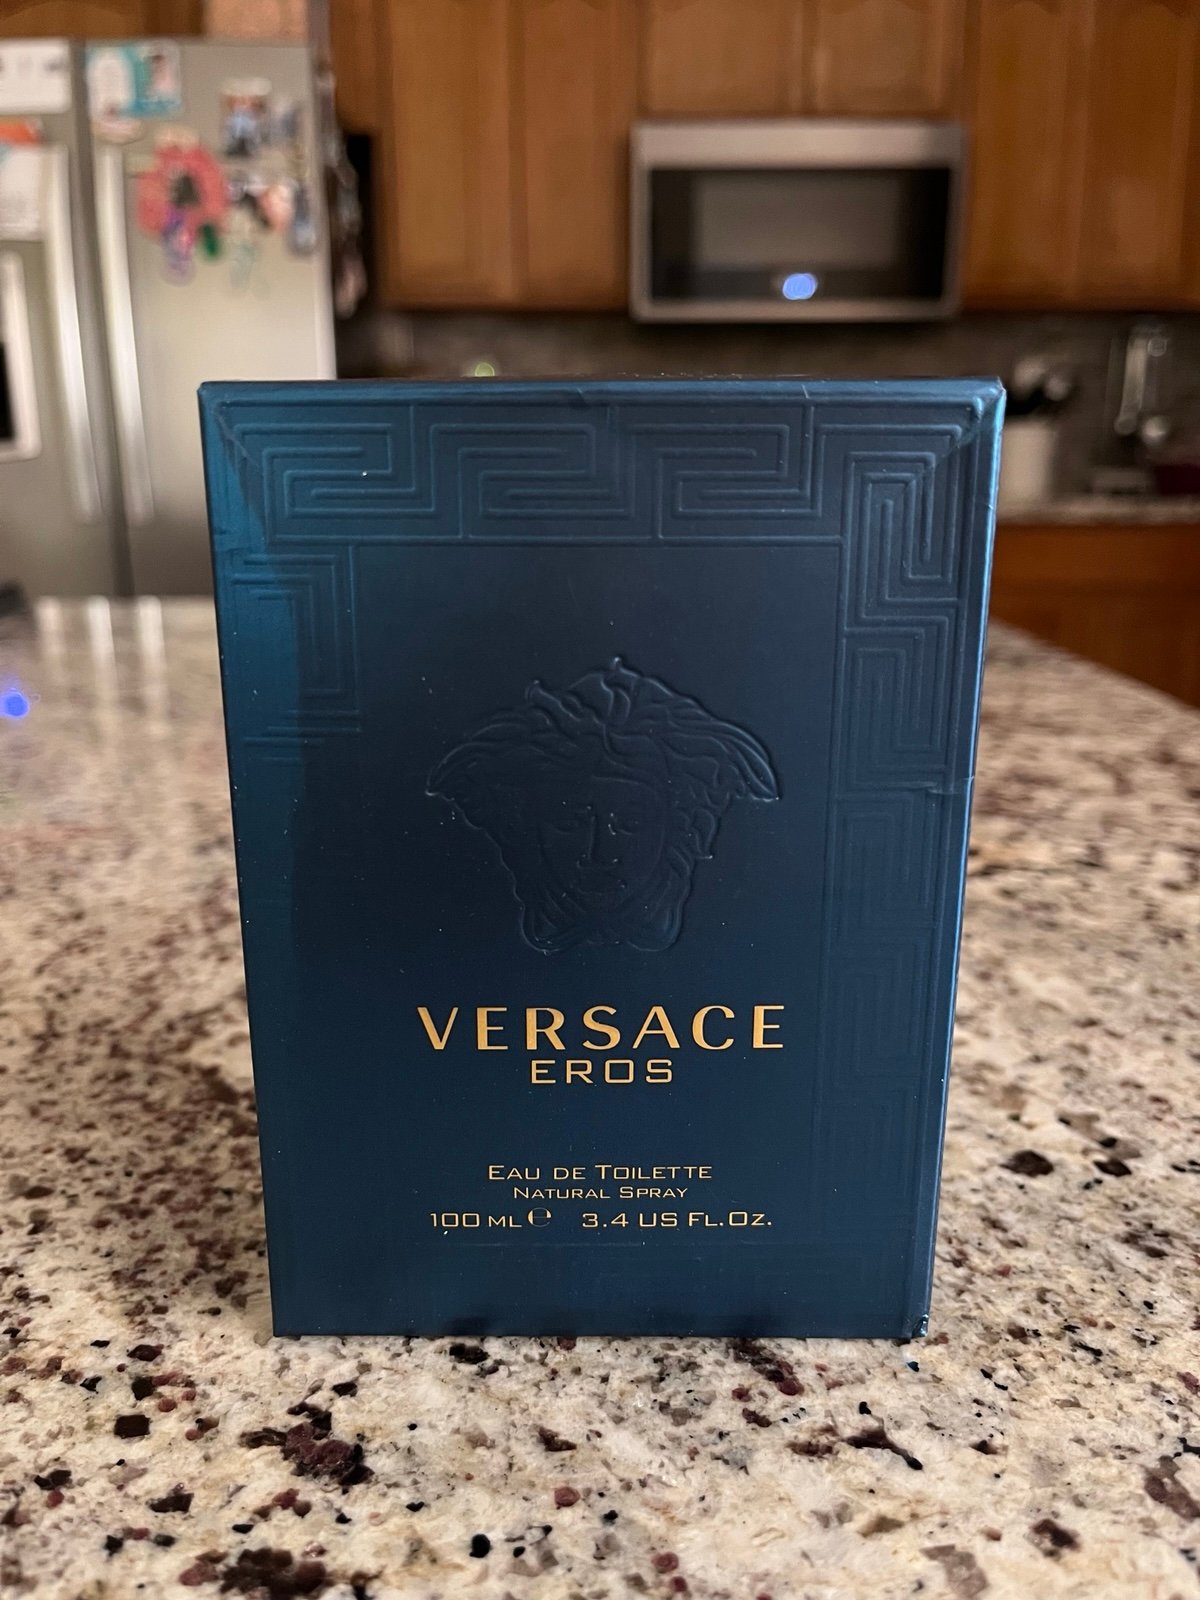 VERSACE
EROS
EAU DE TOILETTE
NATURAL SPRAY
100 ML ℮ 3.4 US FL.OZ.